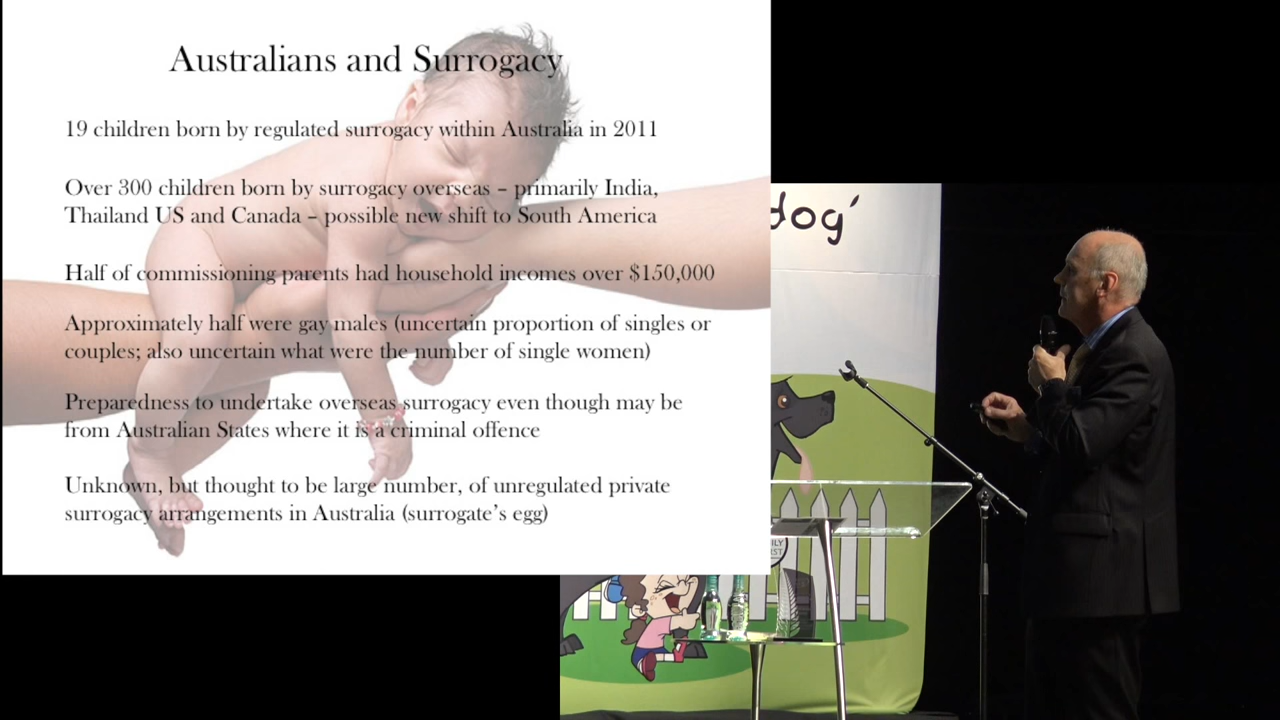 Australians and Surrogacy
19 children born by regulated surrogacy within Australia in 2011
Over 300 children born by surrogacy overseas – primarily India,
Thailand US and Canada – possible new shift to South America
Half of commissioning parents had household incomes over $150,000
Approximately half were gay males (uncertain proportion of singles or
couples; also uncertain what were the number of single women)
Preparedness to undertake overseas surrogacy even though may be
from Australian States where it is a criminal offence
Unknown, but thought to be large number, of unregulated private
surrogacy arrangements in Australia (surrogate's egg)
dog'